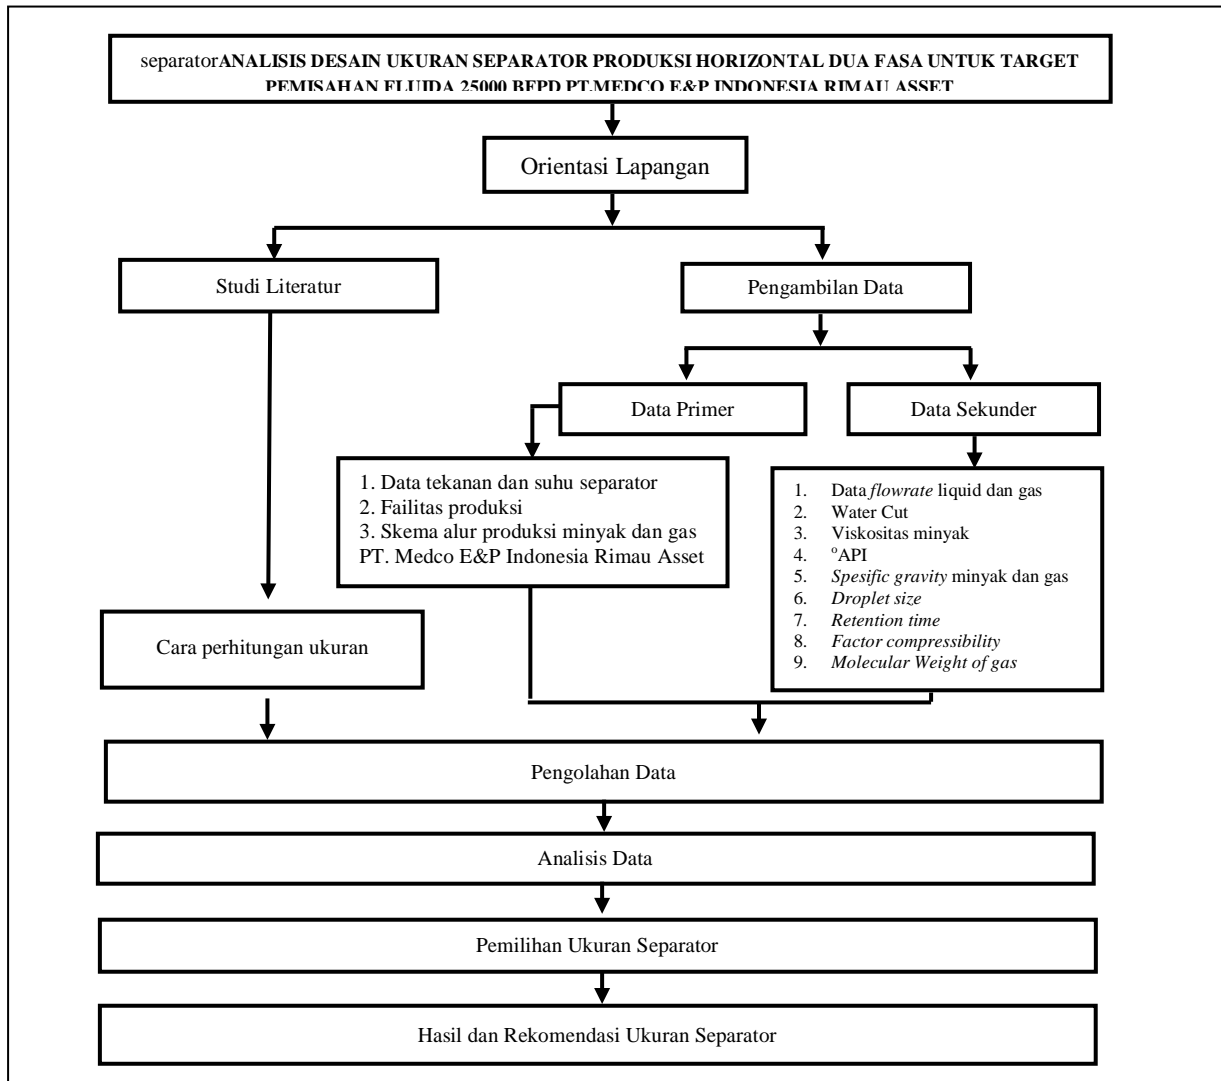 separatorANALISIS DESAIN UKURAN SEPARATOR PRODUKSI HORIZONTAL DUA FASA UNTUK TARGET
PEMISAHAN FLUIDA 25000 BFPD PT.MEDCO E&P INDONESIA RIMAU ASSET
Orientasi Lapangan
Studi Literatur
Pengambilan Data
Data Primer
Data Sekunder
1. Data tekanan dan suhu separator
2. Failitas produksi
3. Skema alur produksi minyak dan gas
PT. Medco E&P Indonesia Rimau Asset
1. Data flowrate liquid dan gas
2. Water Cut
3. Viskositas minyak
4. °API
5. Spesific gravity minyak dan gas
6. Droplet size
7. Retention time
8. Factor compressibility
9. Molecular Weight of gas
Cara perhitungan ukuran
Pengolahan Data
Analisis Data
Pemilihan Ukuran Separator
Hasil dan Rekomendasi Ukuran Separator